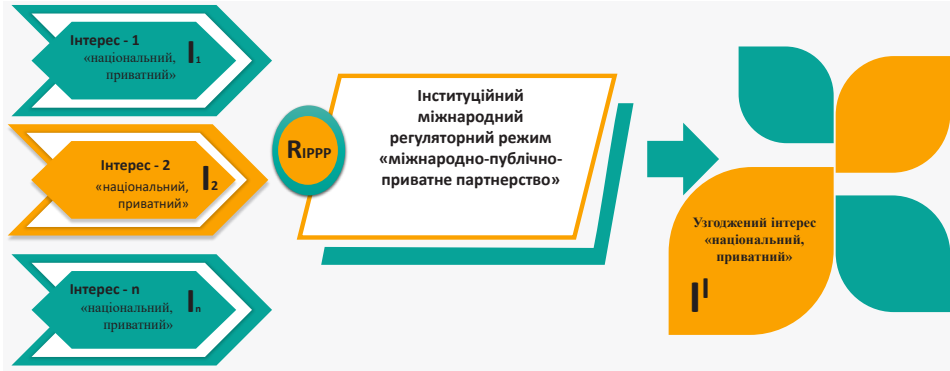 Інтерес - 1
«національний,
приватний»
I1
Інтерес - 2
«національний,
приватний»
I2
Інтерес - n
«національний,
приватний»
In
RIPPP
Інституційний
міжнародний
регуляторний режим
«міжнародно-публічно-
приватне партнерство»
Узгоджений інтерес
«національний,
приватний»
II